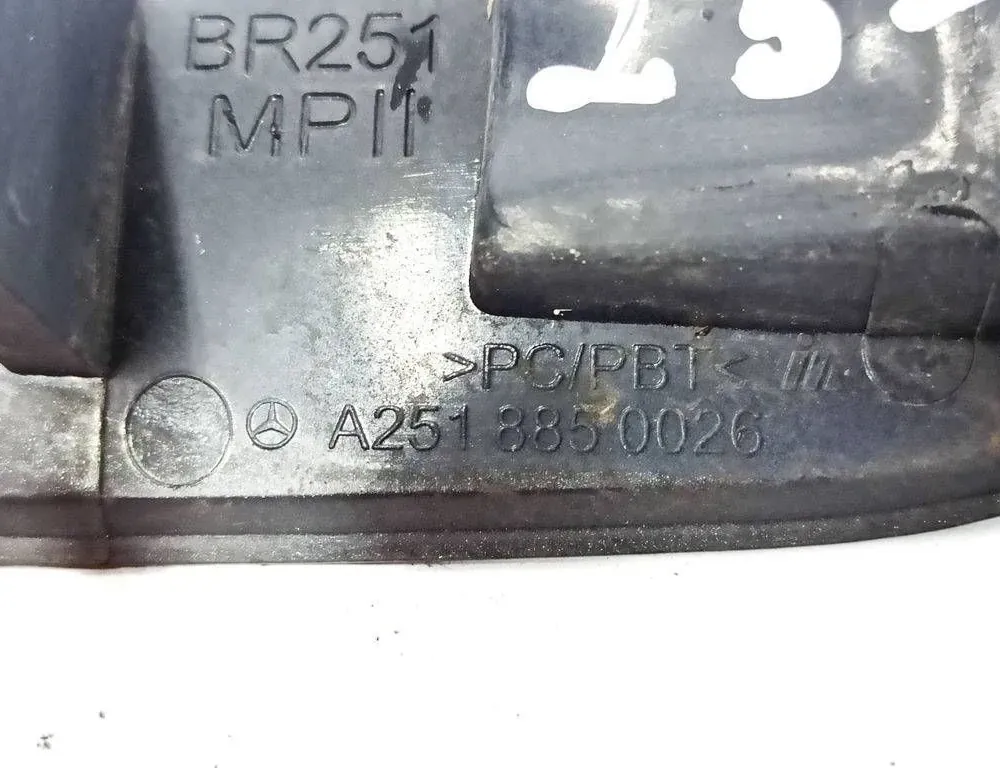 BR251
MPII
>PC/PBT<
A251 885 0026